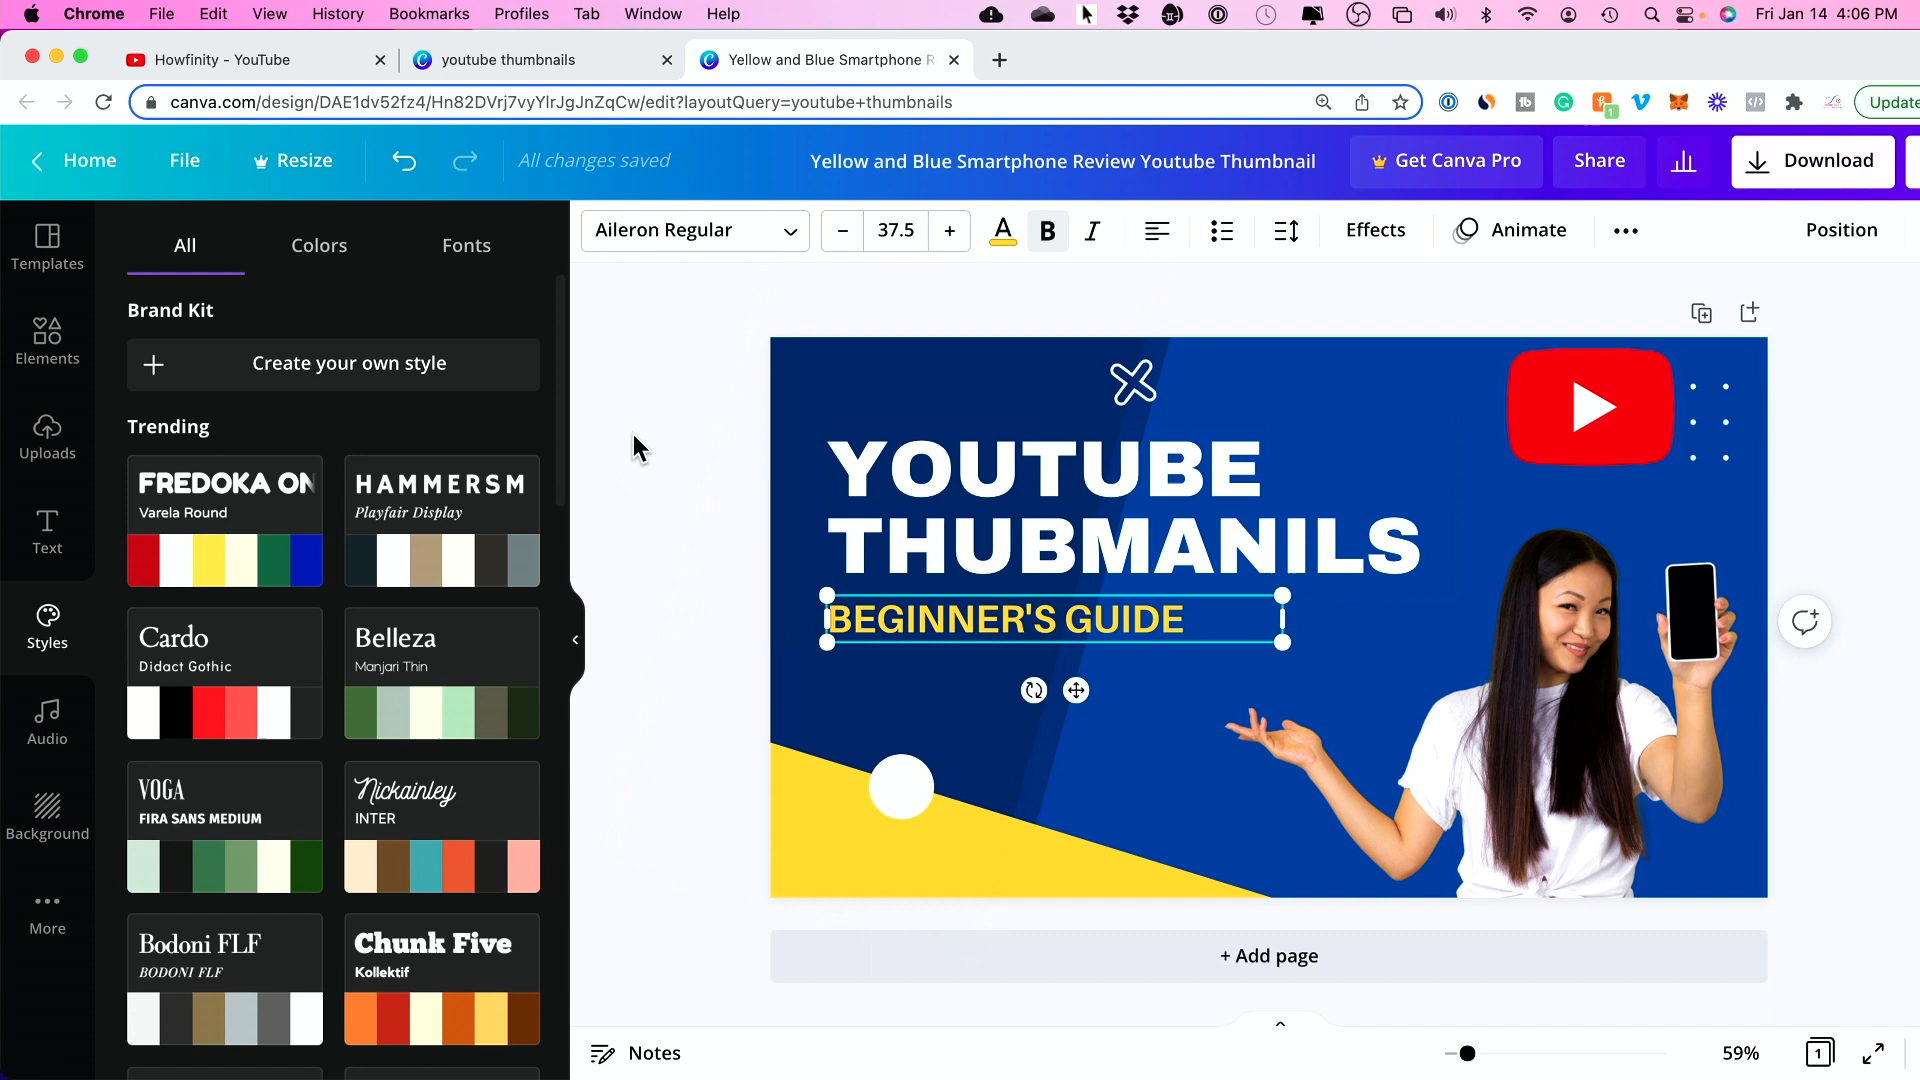 Chrome File Edit View History Bookmarks Profiles Tab Window Help Fri Jan 14 4:06 PM
Howfinity - YouTube youtube thumbnails Yellow and Blue Smartphone R
canva.com/design/DAE1dv52fz4/Hn82DVrj7vyYlrJgJnZqCw/edit?layoutQuery=youtube+thumbnails 1 Update
Home File Resize All changes saved Yellow and Blue Smartphone Review Youtube Thumbnail Get Canva Pro Share Download
Aileron Regular – 37.5 + A B I Effects Animate Position
Templates
Elements
Uploads
Text
Styles
Audio
Background
More
All Colors Fonts
Brand Kit
Create your own style
Trending
FREDOKA ON
Varela Round
HAMMERSM
Playfair Display
Cardo
Didact Gothic
Belleza
Manjari Thin
VOGA
FIRA SANS MEDIUM
Nickainley
INTER
Bodoni FLF
BODONI FLF
Chunk Five
Kollektif
YOUTUBE
THUBMANILS
BEGINNER'S GUIDE
+ Add page
Notes 59% 1